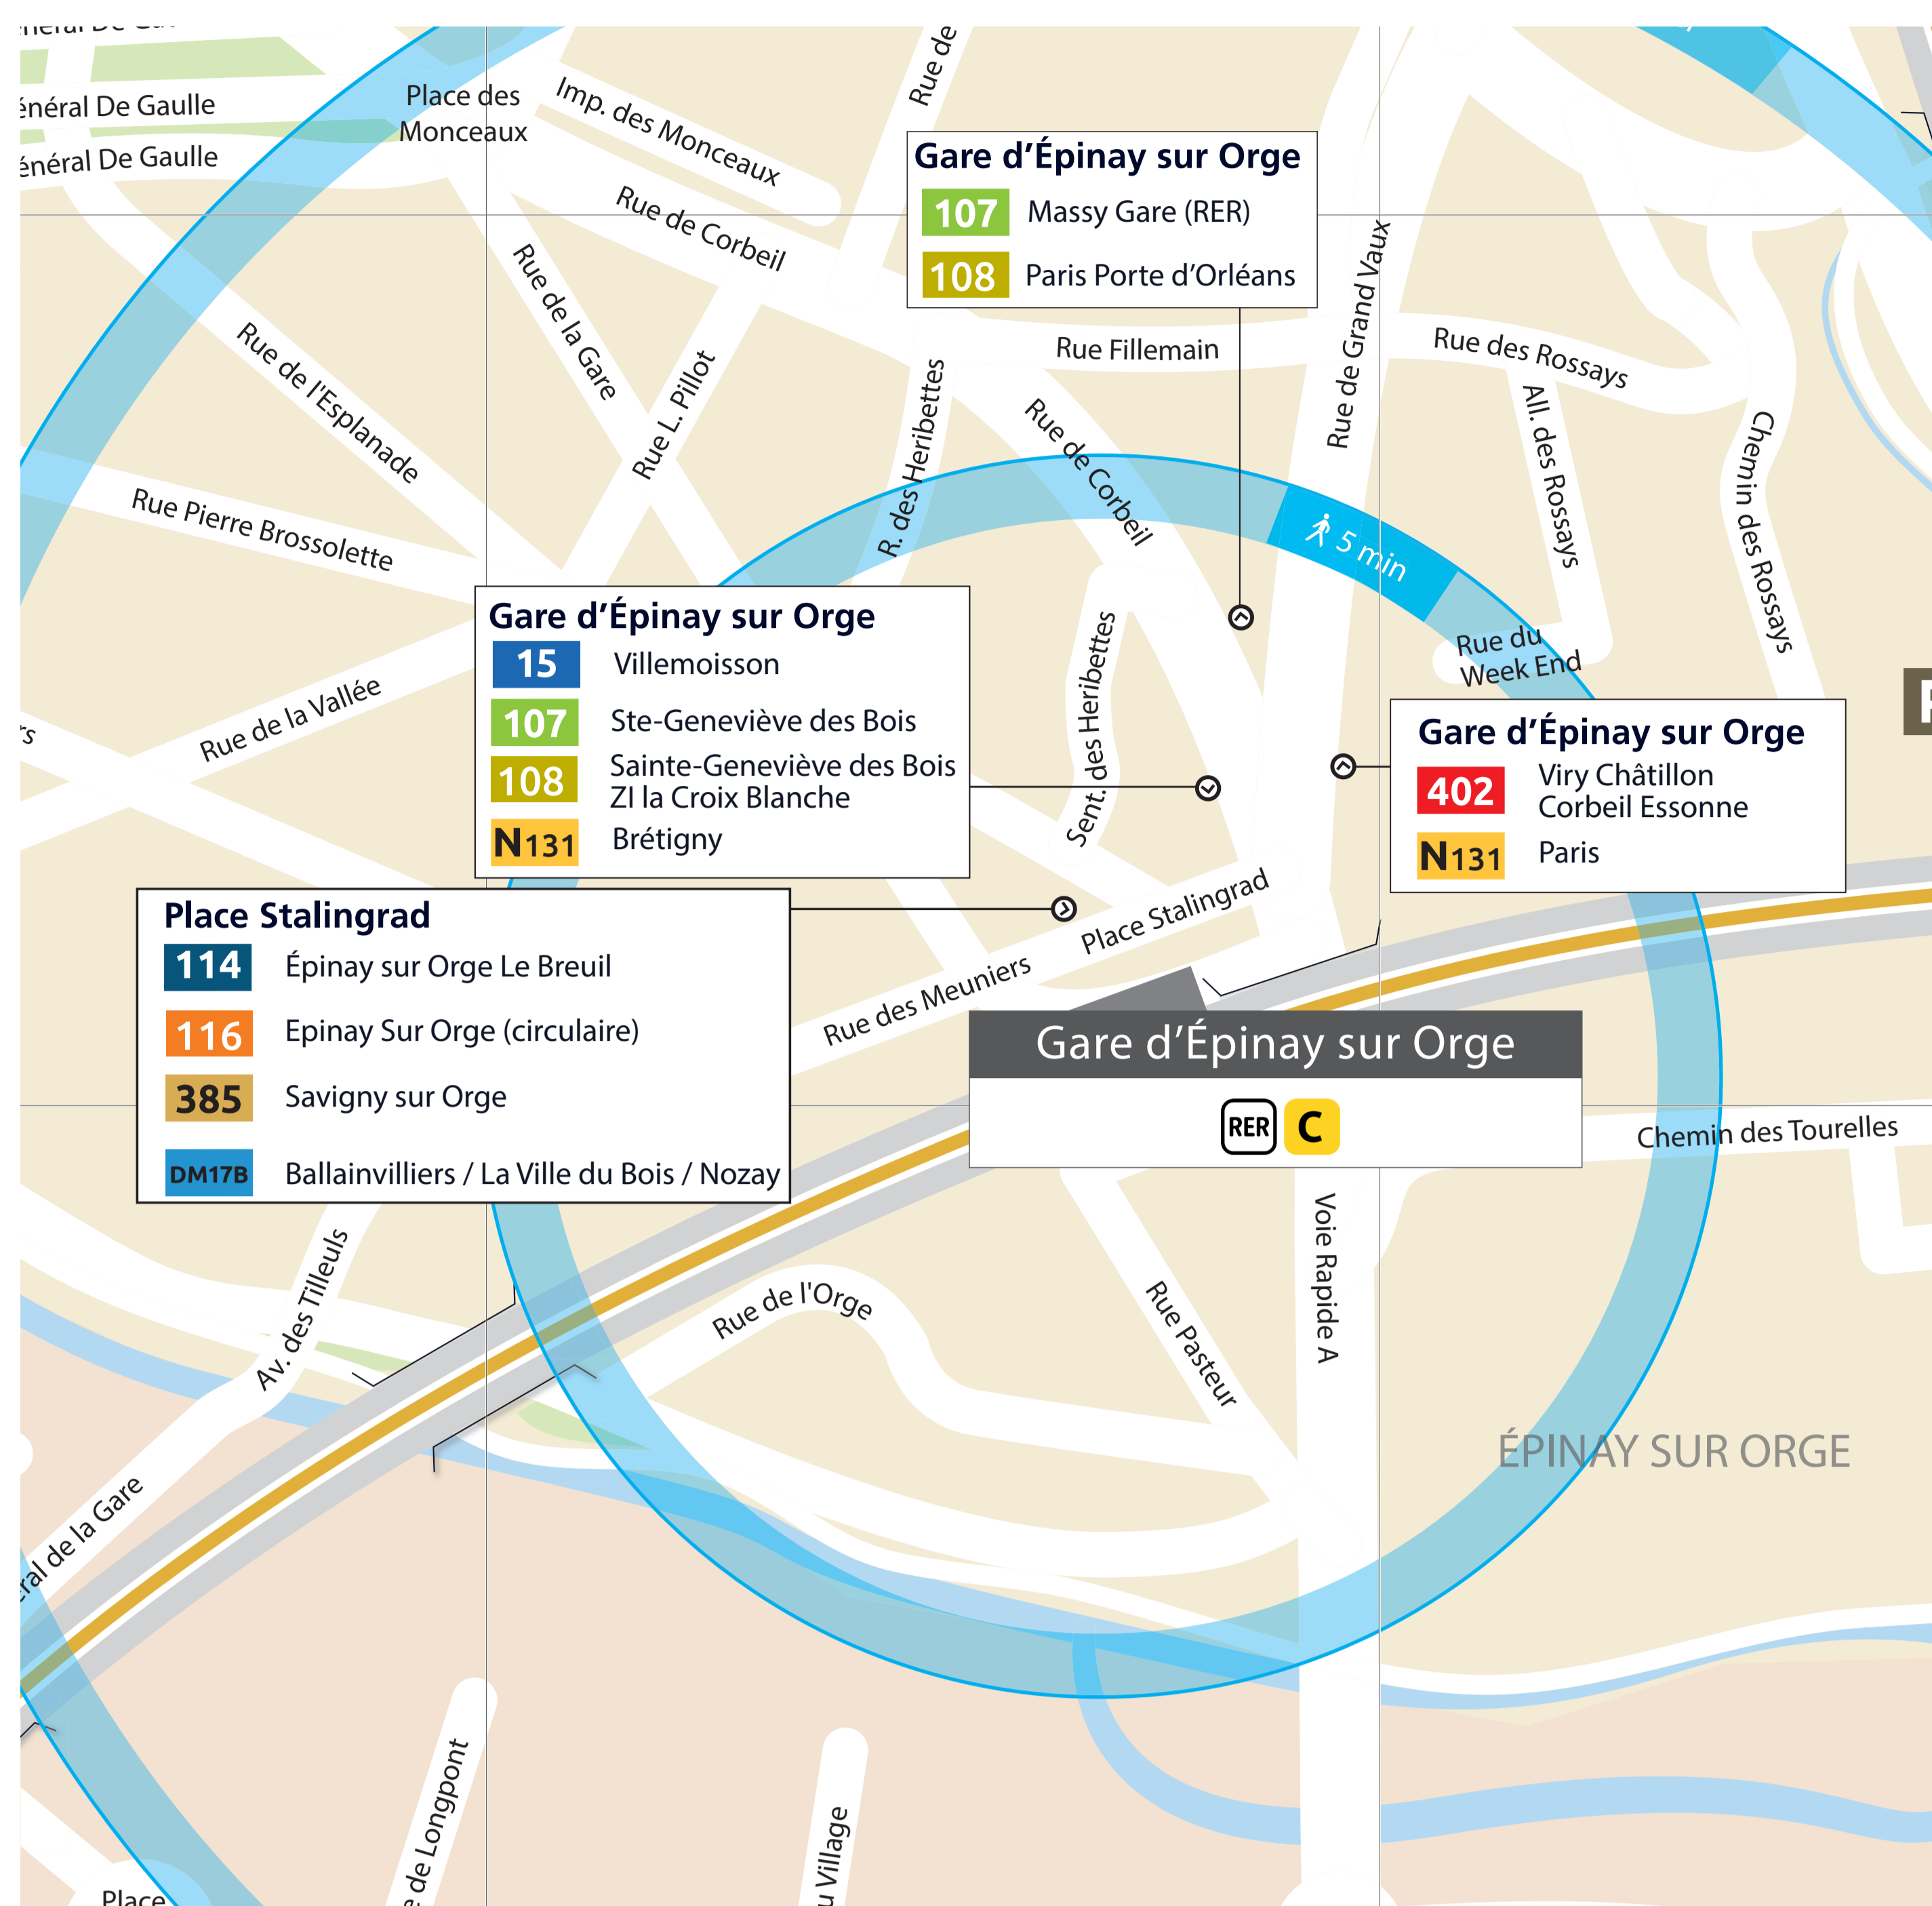 Place des
Monceaux
Imp. des Monceaux
Rue de
Rue de Corbeil
De Gaulle
De Gaulle
Gare d’Épinay sur Orge
107 Massy Gare (RER)
108 Paris Porte d’Orléans
Rue de la Gare
Rue L. Pillot
Rue de l'Esplanade
Rue Pierre Brossolette
Rue de la Vallée
R. des Heribettes
Rue Fillemain
Rue de Corbeil
Rue de Grand Vaux
Rue des Rossays
All. des Rossays
Chemin des Rossays
5 min
Rue du
Week End
Sent. des Heribettes
Gare d’Épinay sur Orge
15 Villemoisson
107 Ste-Geneviève des Bois
108 Sainte-Geneviève des Bois
ZI la Croix Blanche
N131 Brétigny
Gare d’Épinay sur Orge
402 Viry Châtillon
Corbeil Essonne
N131 Paris
Place Stalingrad
114 Épinay sur Orge Le Breuil
116 Epinay Sur Orge (circulaire)
385 Savigny sur Orge
DM17B Ballainvilliers / La Ville du Bois / Nozay
Place Stalingrad
Rue des Meuniers
Gare d’Épinay sur Orge
RER C
Chemin des Tourelles
Voie Rapide A
Rue Pasteur
Rue de l'Orge
Av. des Tilleuls
de la Gare
ÉPINAY SUR ORGE
de Longpont
Village
Place